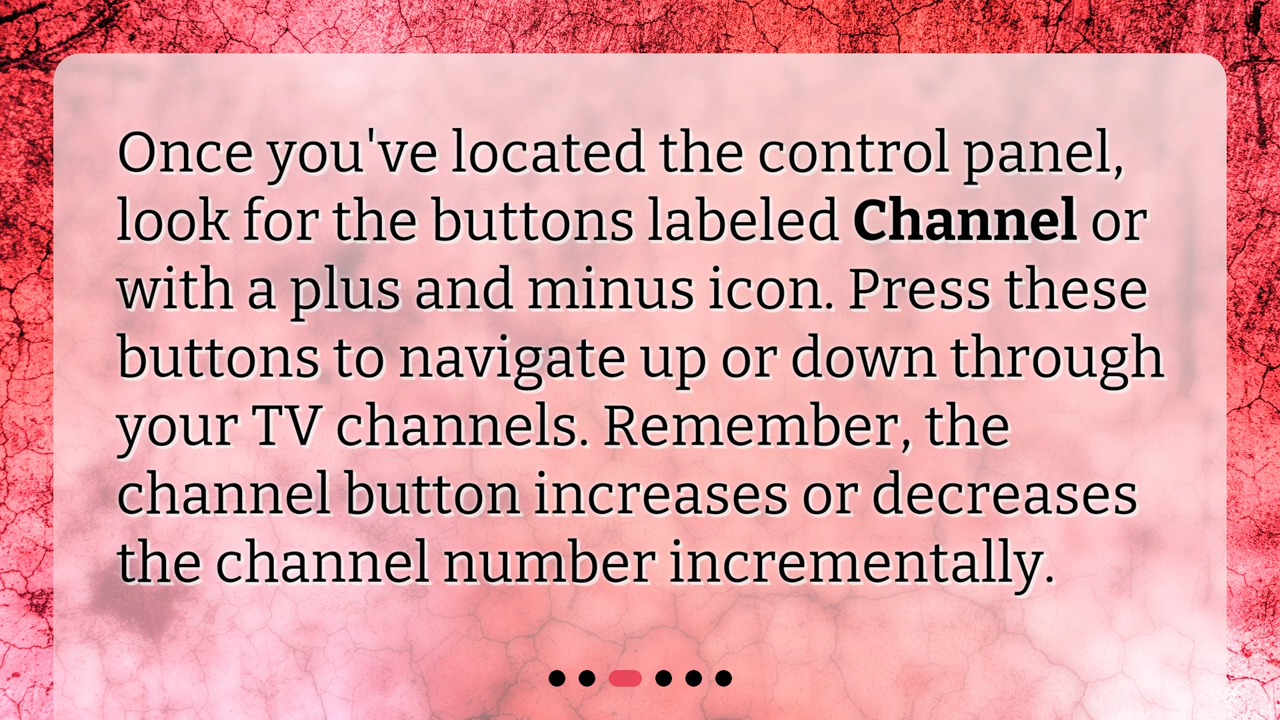 Once you've located the control panel,
look for the buttons labeled Channel or
with a plus and minus icon. Press these
buttons to navigate up or down through
your TV channels. Remember, the
channel button increases or decreases
the channel number incrementally.